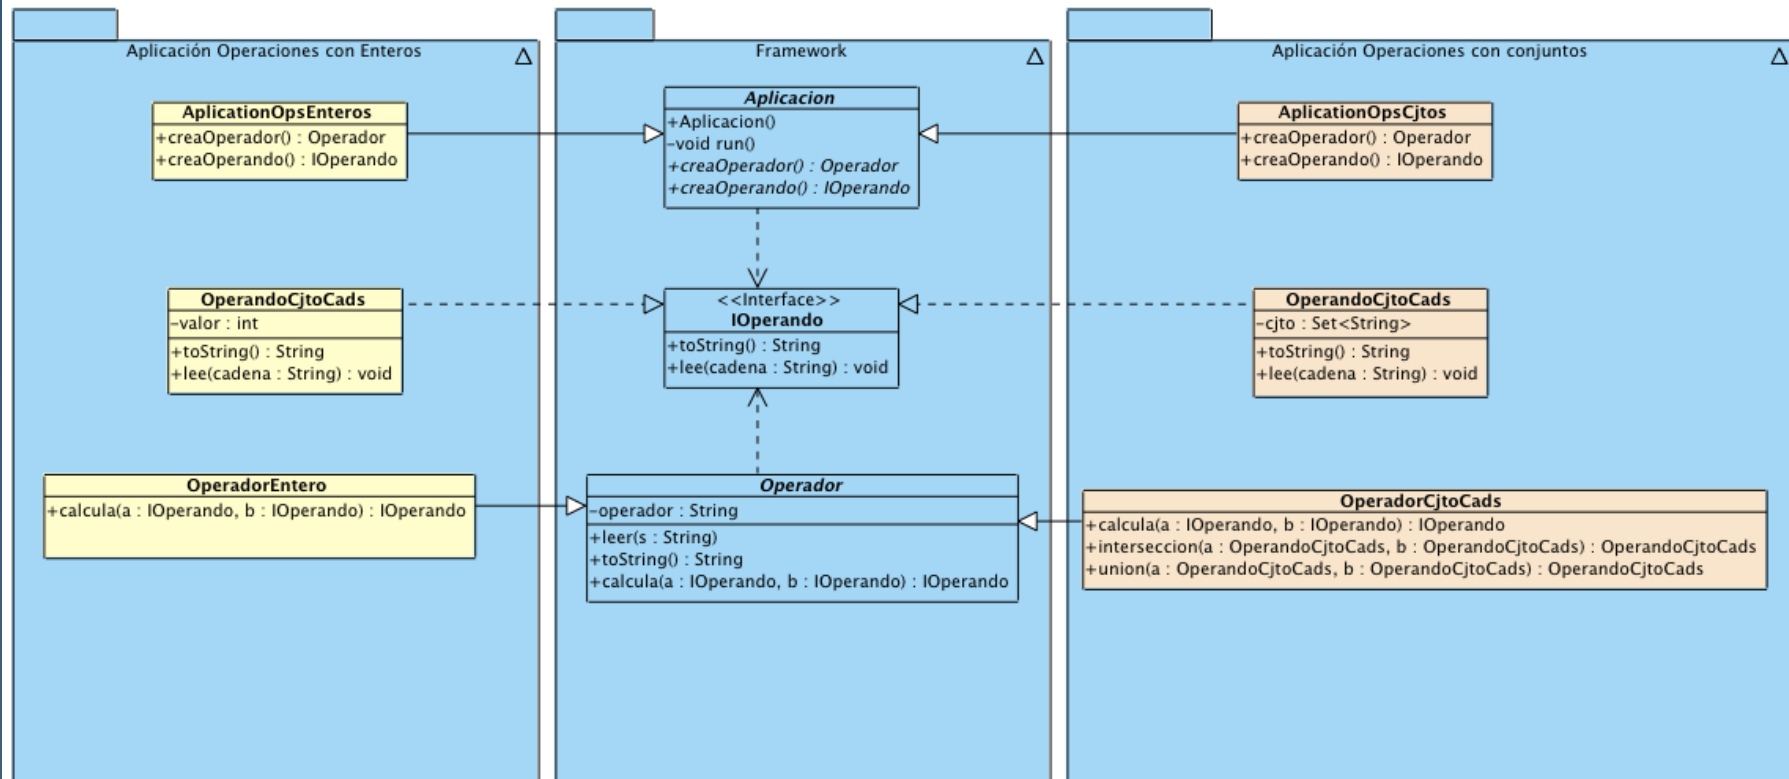 Aplicación Operaciones con Enteros
AplicationOpsEnteros
+creaOperador() : Operador
+creaOperando() : IOperando
OperandoCjtoCads
-valor : int
+toString() : String
+lee(cadena : String) : void
OperadorEntero
+calcula(a : IOperando, b : IOperando) : IOperando
Framework
Aplicacion
+Aplicacion()
-void run()
+creaOperador() : Operador
+creaOperando() : IOperando
<<Interface>>
IOperando
+toString() : String
+lee(cadena : String) : void
Operador
-operador : String
+leer(s : String)
+toString() : String
+calcula(a : IOperando, b : IOperando) : IOperando
Aplicación Operaciones con conjuntos
AplicationOpsCjtos
+creaOperador() : Operador
+creaOperando() : IOperando
OperandoCjtoCads
-cjto : Set<String>
+toString() : String
+lee(cadena : String) : void
OperadorCjtoCads
+calcula(a : IOperando, b : IOperando) : IOperando
+interseccion(a : OperandoCjtoCads, b : OperandoCjtoCads) : OperandoCjtoCads
+union(a : OperandoCjtoCads, b : OperandoCjtoCads) : OperandoCjtoCads